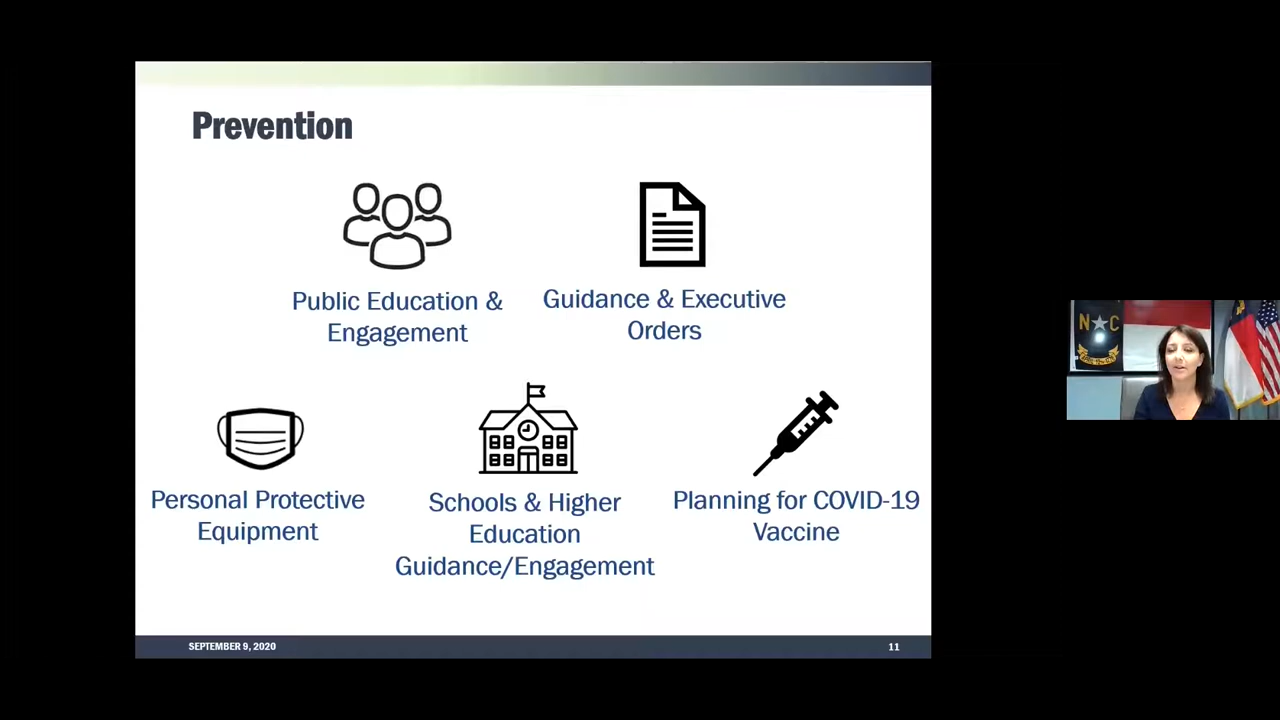 Prevention
Public Education &
Engagement
Guidance & Executive
Orders
Personal Protective
Equipment
Schools & Higher
Education
Guidance/Engagement
Planning for COVID-19
Vaccine
SEPTEMBER 9, 2020
11
N C